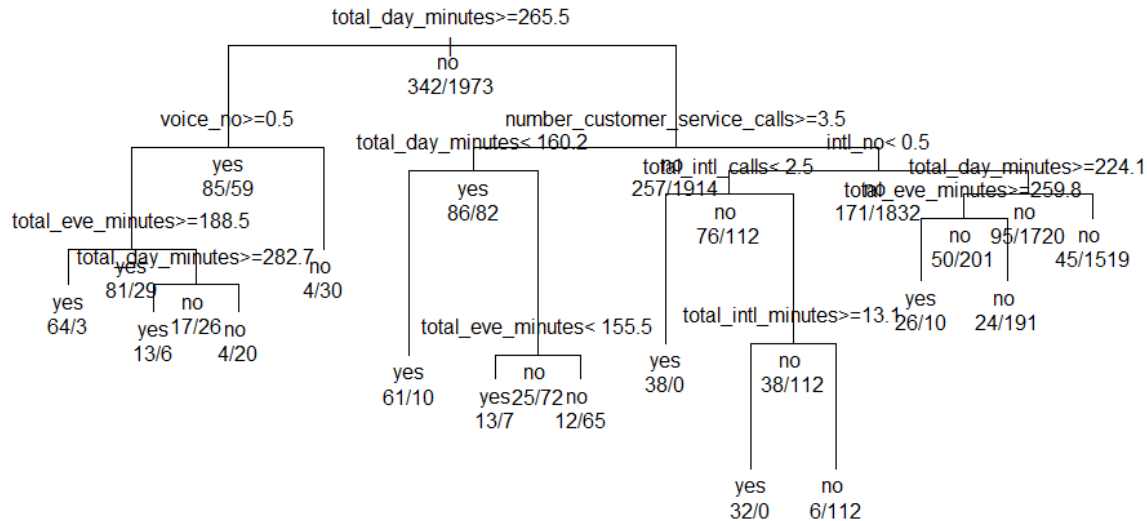 total_day_minutes>=265.5
no
342/1973
voice_no>=0.5
number_customer_service_calls>=3.5
total_day_minutes< 160.2
intl_no< 0.5
yes
85/59
yes
86/82
no
257/1914
total_intl_calls< 2.5
no
171/1832
total_day_minutes>=224.1
total_eve_minutes>=259.8
total_eve_minutes>=188.5
no
76/112
no
95/1720
yes
81/29
total_day_minutes>=282.7
no
4/30
no
50/201
no
45/1519
yes
64/3
no
17/26
yes
13/6
no
4/20
yes
26/10
no
24/191
total_eve_minutes< 155.5
total_intl_minutes>=13.1
yes
61/10
no
25/72
yes
13/7
no
12/65
yes
38/0
no
38/112
yes
32/0
no
6/112